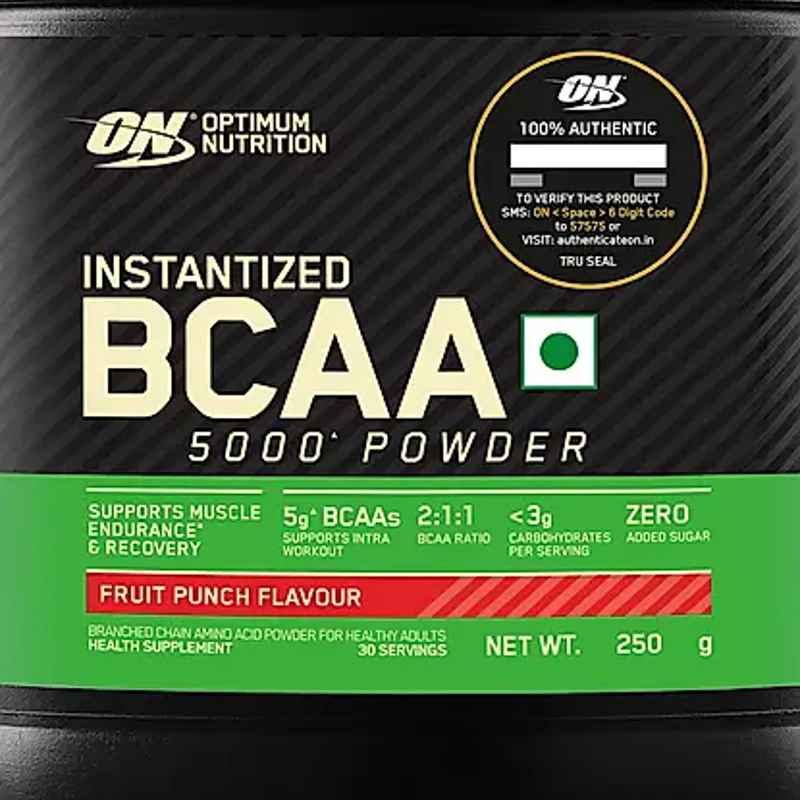 ON® OPTIMUM
NUTRITION
ON
100% AUTHENTIC
TO VERIFY THIS PRODUCT
SMS: ON < Space > 6 Digit Code
to 57575 or
VISIT: authenticateon.in
TRU SEAL
INSTANTIZED
BCAA
5000^ POWDER
SUPPORTS MUSCLE
ENDURANCE*
& RECOVERY
5g^ BCAAs
SUPPORTS INTRA
WORKOUT
2:1:1
BCAA RATIO
<3g
CARBOHYDRATES
PER SERVING
ZERO
ADDED SUGAR
FRUIT PUNCH FLAVOUR
BRANCHED CHAIN AMINO ACID POWDER FOR HEALTHY ADULTS
HEALTH SUPPLEMENT 30 SERVINGS
NET WT. 250 g